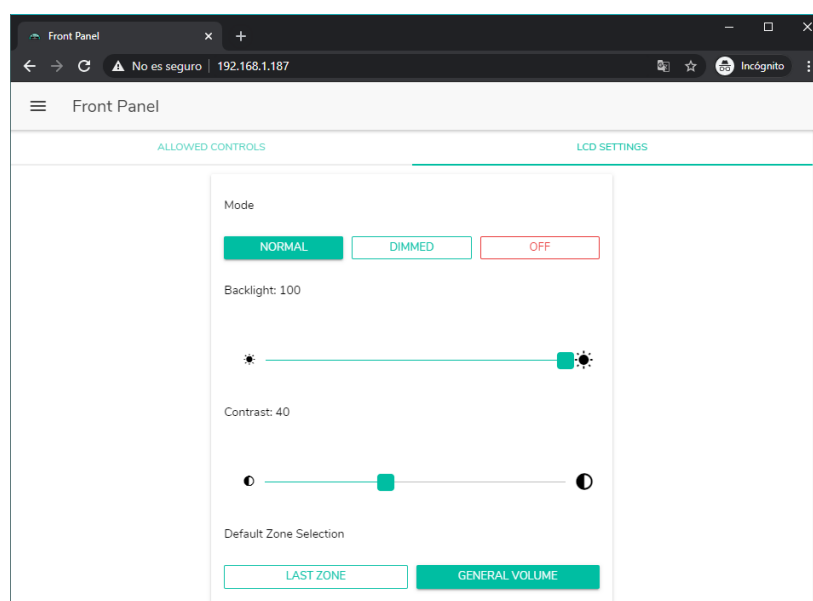 Front Panel
No es seguro | 192.168.1.187
Incógnito
Front Panel
ALLOWED CONTROLS
LCD SETTINGS
Mode
NORMAL
DIMMED
OFF
Backlight: 100
Contrast: 40
Default Zone Selection
LAST ZONE
GENERAL VOLUME